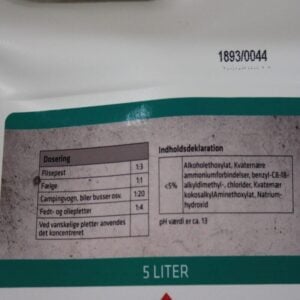 1893/0044
Dosering
Flisepest 1:3
Fælge 1:1
Campingvogn, biler busser osv. 1:20
Fedt- og oliepletter 1:4
Ved vanskelige pletter anvendes
det koncentreret
Indholdsdeklaration
<5%
Alkoholethoxylat, Kvaternære
ammoniumforbindelser, benzyl-C8-18-
alkyldimethyl-, chlorider, Kvaternær
kokosalkylAminethoxylat, Natrium-
hydroxid
pH værdi er ca. 13
5 LITER